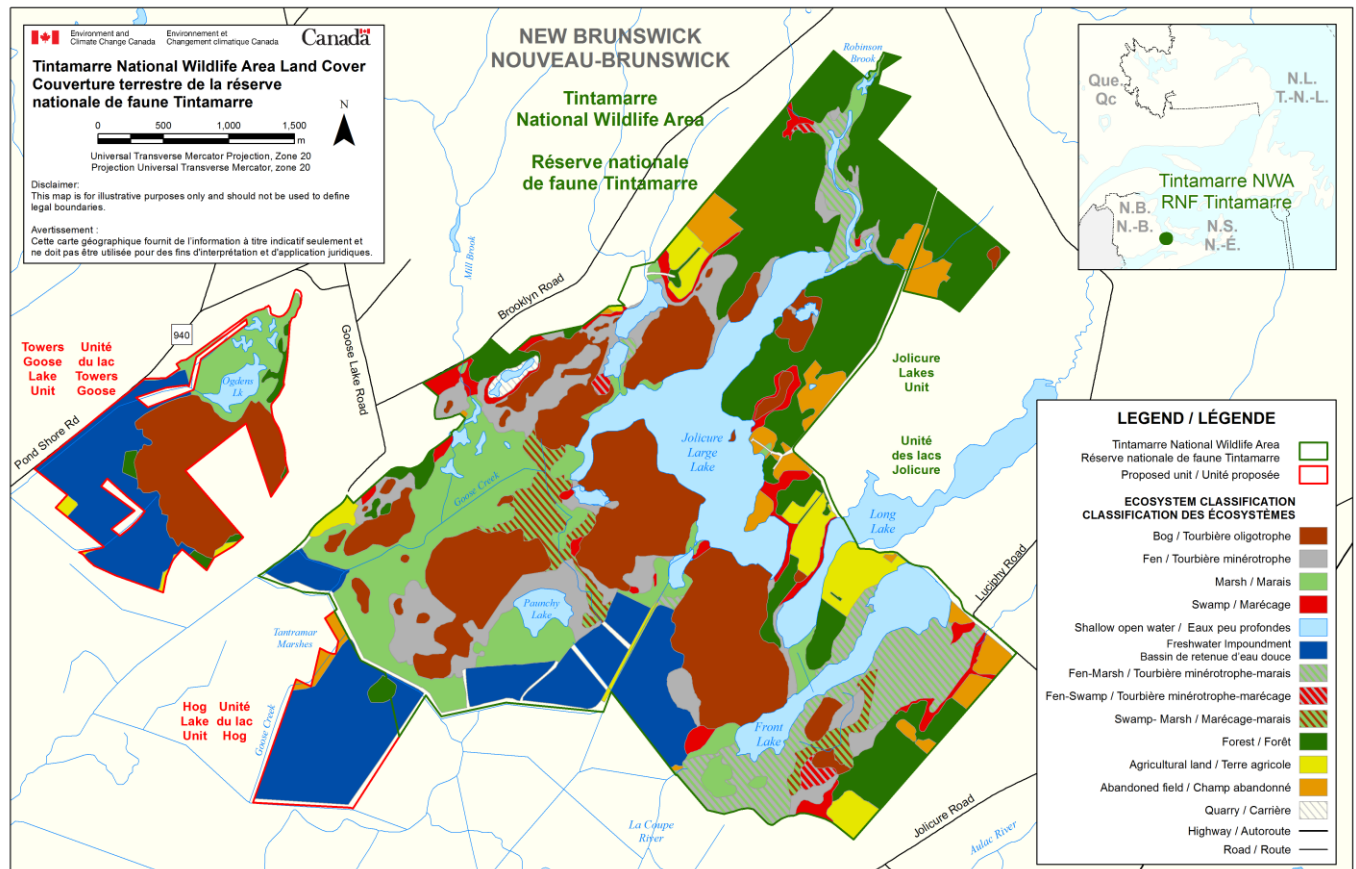 Environment and
Climate Change Canada
Environnement et
Changement climatique Canada
Canada
Tintamarre National Wildlife Area Land Cover
Couverture terrestre de la réserve
nationale de faune Tintamarre
N
0 500 1,000 1,500
m
Universal Transverse Mercator Projection, Zone 20
Projection Universal Transverse Mercator, zone 20
Disclaimer:
This map is for illustrative purposes only and should not be used to define
legal boundaries.
Avertissement :
Cette carte géographique fournit de l'information à titre indicatif seulement et
ne doit pas être utilisée pour des fins d'interprétation et d'application juridiques.
NEW BRUNSWICK
NOUVEAU-BRUNSWICK
Tintamarre
National Wildlife Area
Réserve nationale
de faune Tintamarre
Robinson
Brook
Que.
Qc
N.L.
T.-N.-L.
Tintamarre NWA
RNF Tintamarre
N.B.
N.-B.
N.S.
N.-É.
Mill Brook
Brooklyn Road
Goose Lake Road
940
Towers
Goose
Lake
Unit
Unité
du lac
Towers
Goose
Ogdens
Lk
Pond Shore Rd
Jolicure
Lakes
Unit
Unité
des lacs
Jolicure
Jolicure
Large
Lake
Goose Creek
Long
Lake
Luciphy Road
Paunchy
Lake
Tantramar
Marshes
Hog
Lake
Unit
Unité
du lac
Hog
Goose Creek
Front
Lake
La Coupe
River
Jolicure Road
Aulac River
LEGEND / LÉGENDE
Tintamarre National Wildlife Area
Réserve nationale de faune Tintamarre
Proposed unit / Unité proposée
ECOSYSTEM CLASSIFICATION
CLASSIFICATION DES ÉCOSYSTÈMES
Bog / Tourbière oligotrophe
Fen / Tourbière minérotrophe
Marsh / Marais
Swamp / Marécage
Shallow open water / Eaux peu profondes
Freshwater Impoundment
Bassin de retenue d'eau douce
Fen-Marsh / Tourbière minérotrophe-marais
Fen-Swamp / Tourbière minérotrophe-marécage
Swamp- Marsh / Marécage-marais
Forest / Forêt
Agricultural land / Terre agricole
Abandoned field / Champ abandonné
Quarry / Carrière
Highway / Autoroute
Road / Route